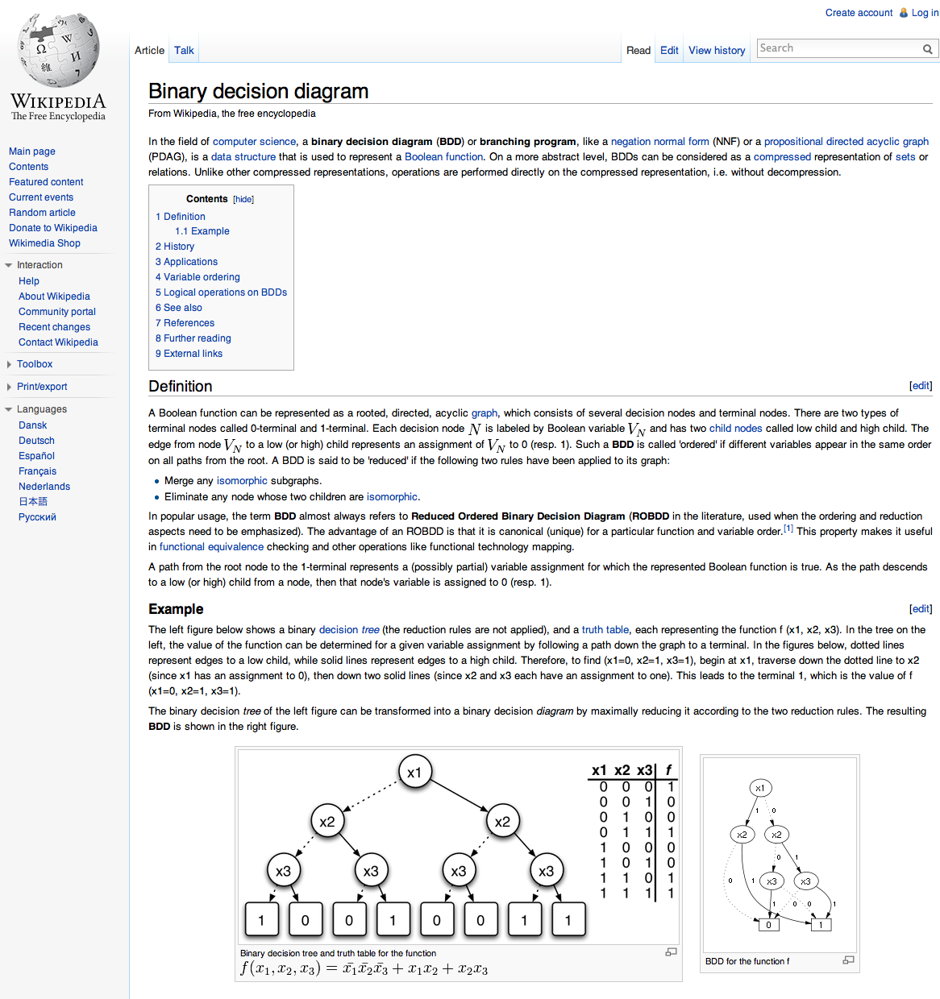 Create account Log in
Article Talk Read Edit View history Search
WIKIPEDIA
The Free Encyclopedia
Main page
Contents
Featured content
Current events
Random article
Donate to Wikipedia
Wikimedia Shop
Interaction
Help
About Wikipedia
Community portal
Recent changes
Contact Wikipedia
Toolbox
Print/export
Languages
Dansk
Deutsch
Español
Français
Nederlands
日本語
Русский
Binary decision diagram
From Wikipedia, the free encyclopedia
In the field of computer science, a binary decision diagram (BDD) or branching program, like a negation normal form (NNF) or a propositional directed acyclic graph
(PDAG), is a data structure that is used to represent a Boolean function. On a more abstract level, BDDs can be considered as a compressed representation of sets or
relations. Unlike other compressed representations, operations are performed directly on the compressed representation, i.e. without decompression.
Contents [hide]
1 Definition
1.1 Example
2 History
3 Applications
4 Variable ordering
5 Logical operations on BDDs
6 See also
7 References
8 Further reading
9 External links
Definition [edit]
A Boolean function can be represented as a rooted, directed, acyclic graph, which consists of several decision nodes and terminal nodes. There are two types of
terminal nodes called 0-terminal and 1-terminal. Each decision node N is labeled by Boolean variable V_N and has two child nodes called low child and high child. The
edge from node V_N to a low (or high) child represents an assignment of V_N to 0 (resp. 1). Such a BDD is called 'ordered' if different variables appear in the same order
on all paths from the root. A BDD is said to be 'reduced' if the following two rules have been applied to its graph:
• Merge any isomorphic subgraphs.
• Eliminate any node whose two children are isomorphic.
In popular usage, the term BDD almost always refers to Reduced Ordered Binary Decision Diagram (ROBDD in the literature, used when the ordering and reduction
aspects need to be emphasized). The advantage of an ROBDD is that it is canonical (unique) for a particular function and variable order.[1] This property makes it useful
in functional equivalence checking and other operations like functional technology mapping.
A path from the root node to the 1-terminal represents a (possibly partial) variable assignment for which the represented Boolean function is true. As the path descends
to a low (or high) child from a node, then that node's variable is assigned to 0 (resp. 1).
Example [edit]
The left figure below shows a binary decision tree (the reduction rules are not applied), and a truth table, each representing the function f (x1, x2, x3). In the tree on the
left, the value of the function can be determined for a given variable assignment by following a path down the graph to a terminal. In the figures below, dotted lines
represent edges to a low child, while solid lines represent edges to a high child. Therefore, to find (x1=0, x2=1, x3=1), begin at x1, traverse down the dotted line to x2
(since x1 has an assignment to 0), then down two solid lines (since x2 and x3 each have an assignment to one). This leads to the terminal 1, which is the value of f
(x1=0, x2=1, x3=1).
The binary decision tree of the left figure can be transformed into a binary decision diagram by maximally reducing it according to the two reduction rules. The resulting
BDD is shown in the right figure.
x1
x2 x2
x3 x3 x3 x3
1 0 0 1 0 0 1 1
x1 x2 x3 f
0 0 0 1
0 0 1 0
0 1 0 0
0 1 1 1
1 0 0 0
1 0 1 0
1 1 0 1
1 1 1 1
Binary decision tree and truth table for the function
f(x₁, x₂, x₃) = x̄₁x̄₂x̄₃ + x₁x₂ + x₂x₃
x1
1 0
x2 x2
0 1
x3 x3
0 1
1 0 0 1
0 1
BDD for the function f